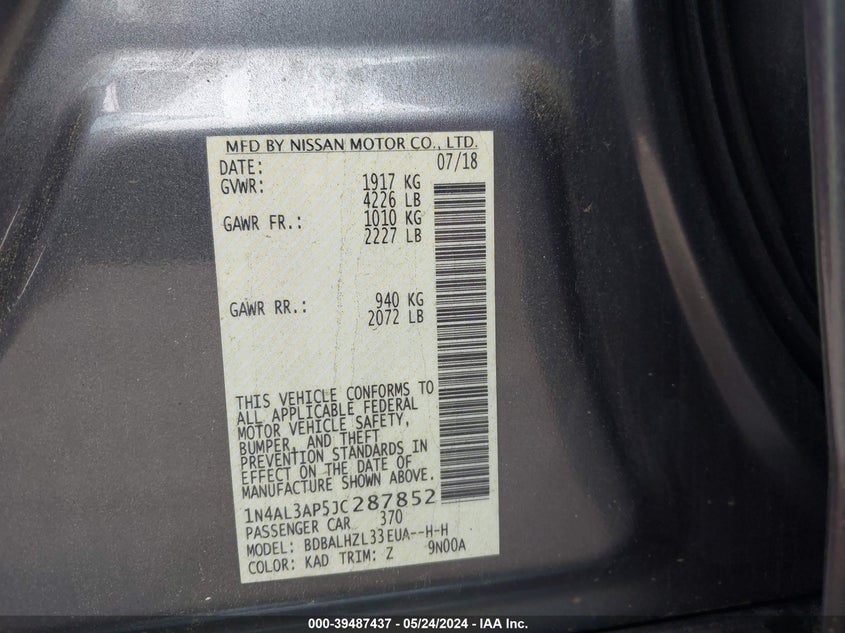 MFD BY NISSAN MOTOR CO., LTD.
DATE: 07/18
GVWR: 1917 KG
4226 LB
GAWR FR.: 1010 KG
2227 LB
GAWR RR.: 940 KG
2072 LB
THIS VEHICLE CONFORMS TO
ALL APPLICABLE FEDERAL
MOTOR VEHICLE SAFETY,
BUMPER, AND THEFT
PREVENTION STANDARDS IN
EFFECT ON THE DATE OF
MANUFACTURE SHOWN ABOVE.
1N4AL3AP5JC287852
PASSENGER CAR 370
MODEL: BDBALHZL33EUA--H-H
COLOR: KAD TRIM: Z 9N00A
000-39487437 - 05/24/2024 - IAA Inc.